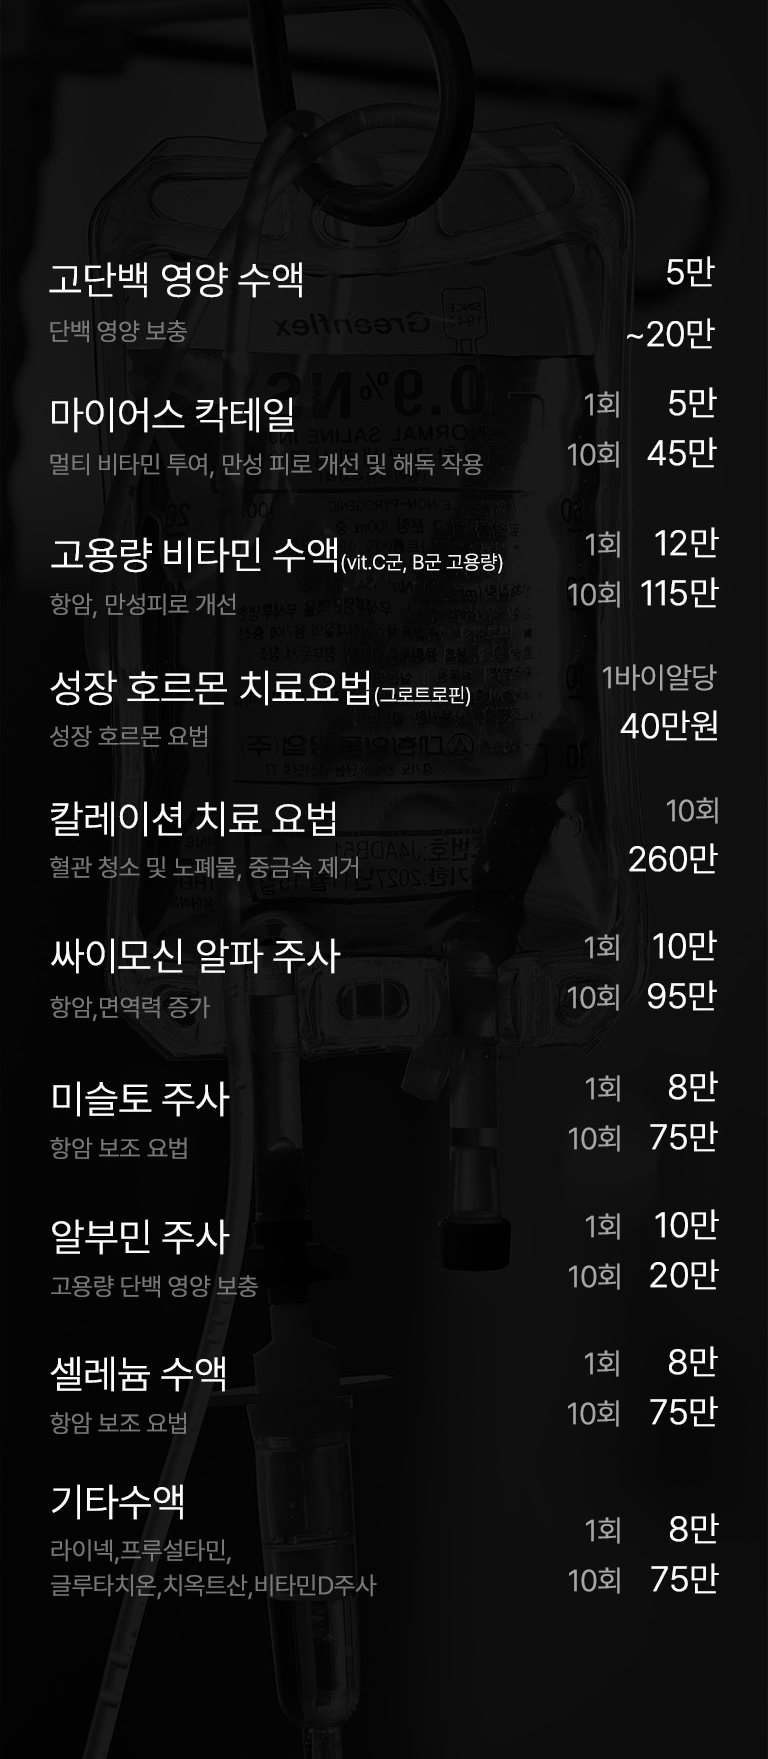 고단백 영양 수액 5만
단백 영양 보충 ~20만
마이어스 칵테일 1회 5만
멀티 비타민 투여, 만성 피로 개선 및 해독 작용 10회 45만
고용량 비타민 수액(vit.C군, B군 고용량) 1회 12만
항암, 만성피로 개선 10회 115만
성장 호르몬 치료요법(그로트로핀) 1바이알당
성장 호르몬 요법 40만원
칼레이션 치료 요법 10회
혈관 청소 및 노폐물, 중금속 제거 260만
싸이모신 알파 주사 1회 10만
항암,면역력 증가 10회 95만
미슬토 주사 1회 8만
항암 보조 요법 10회 75만
알부민 주사 1회 10만
고용량 단백 영양 보충 10회 20만
셀레늄 수액 1회 8만
항암 보조 요법 10회 75만
기타수액
라이넥,프루설타민, 1회 8만
글루타치온,치옥트산,비타민D주사 10회 75만
Greenflex
SINCE
0.9% NS
NORMAL SALINE INJ